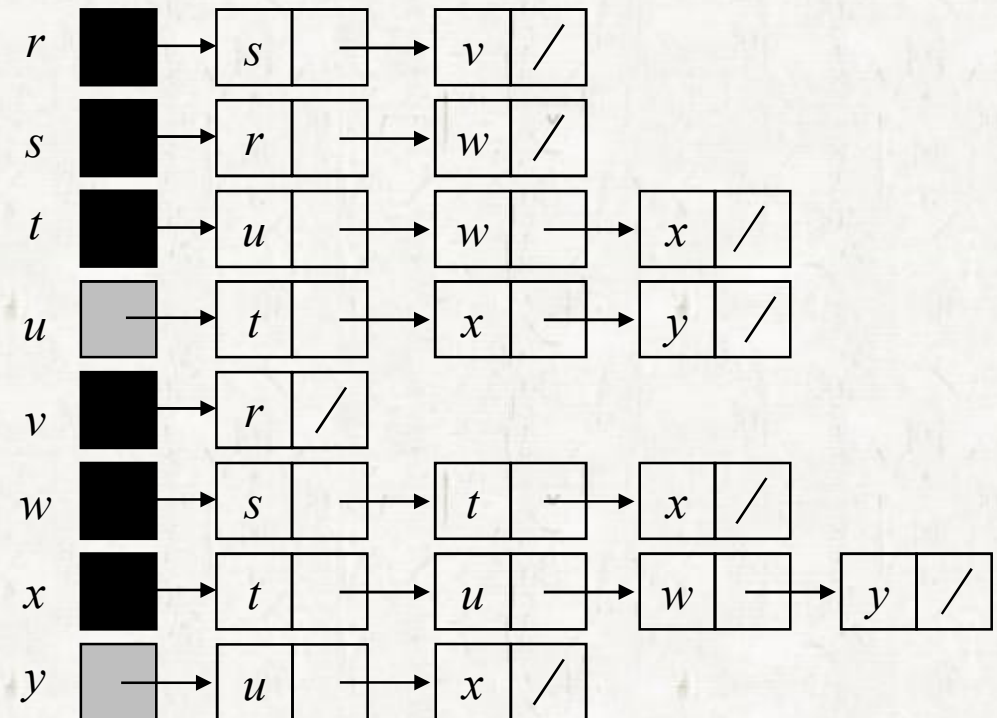 r s v /
s r w /
t u w x /
u t x y /
v r /
w s t x /
x t u w y /
y u x /